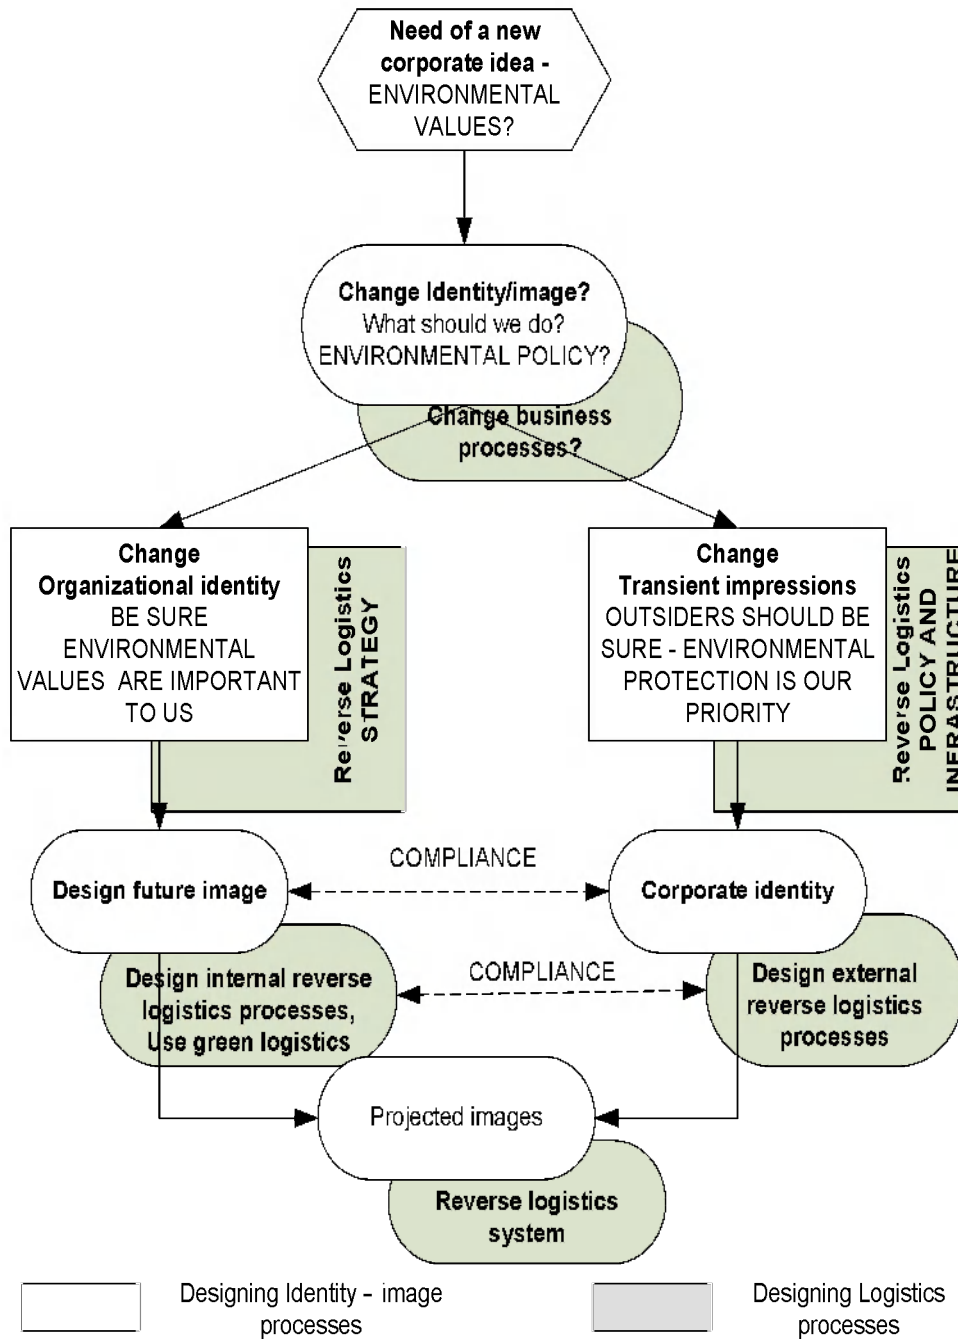 Need of a new
corporate idea -
ENVIRONMENTAL
VALUES?
Change Identity/image?
What should we do?
ENVIRONMENTAL POLICY?
Change business
processes?
Change
Organizational identity
BE SURE
ENVIRONMENTAL
VALUES ARE IMPORTANT
TO US
Reverse Logistics
STRATEGY
Change
Transient impressions
OUTSIDERS SHOULD BE
SURE - ENVIRONMENTAL
PROTECTION IS OUR
PRIORITY
Reverse Logistics
POLICY AND
INFRASTRUCTURE
COMPLIANCE
Design future image
Corporate identity
COMPLIANCE
Design internal reverse
logistics processes,
Use green logistics
Design external
reverse logistics
processes
Projected images
Reverse logistics
system
Designing Identity – image
processes
Designing Logistics
processes